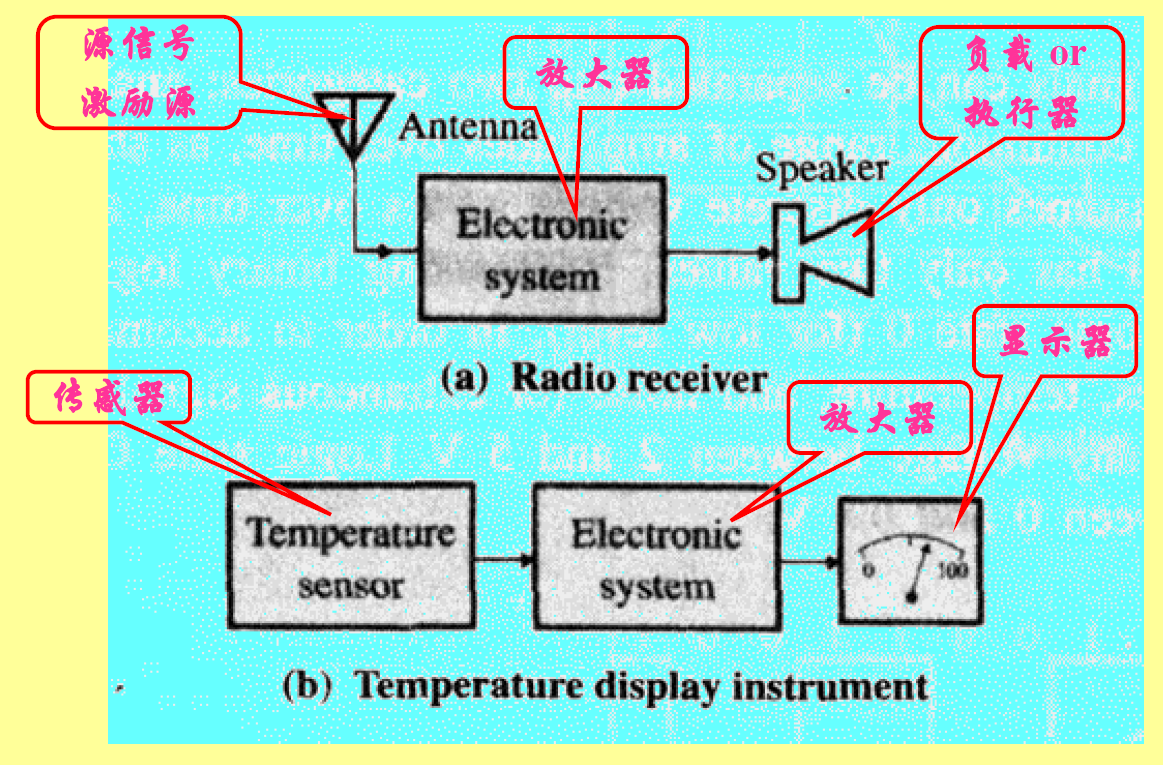 源信号
激励源
放大器
负载 or
执行器
Antenna
Speaker
Electronic
system
(a) Radio receiver
显示器
传感器
放大器
Temperature
sensor
Electronic
system
0 100
(b) Temperature display instrument